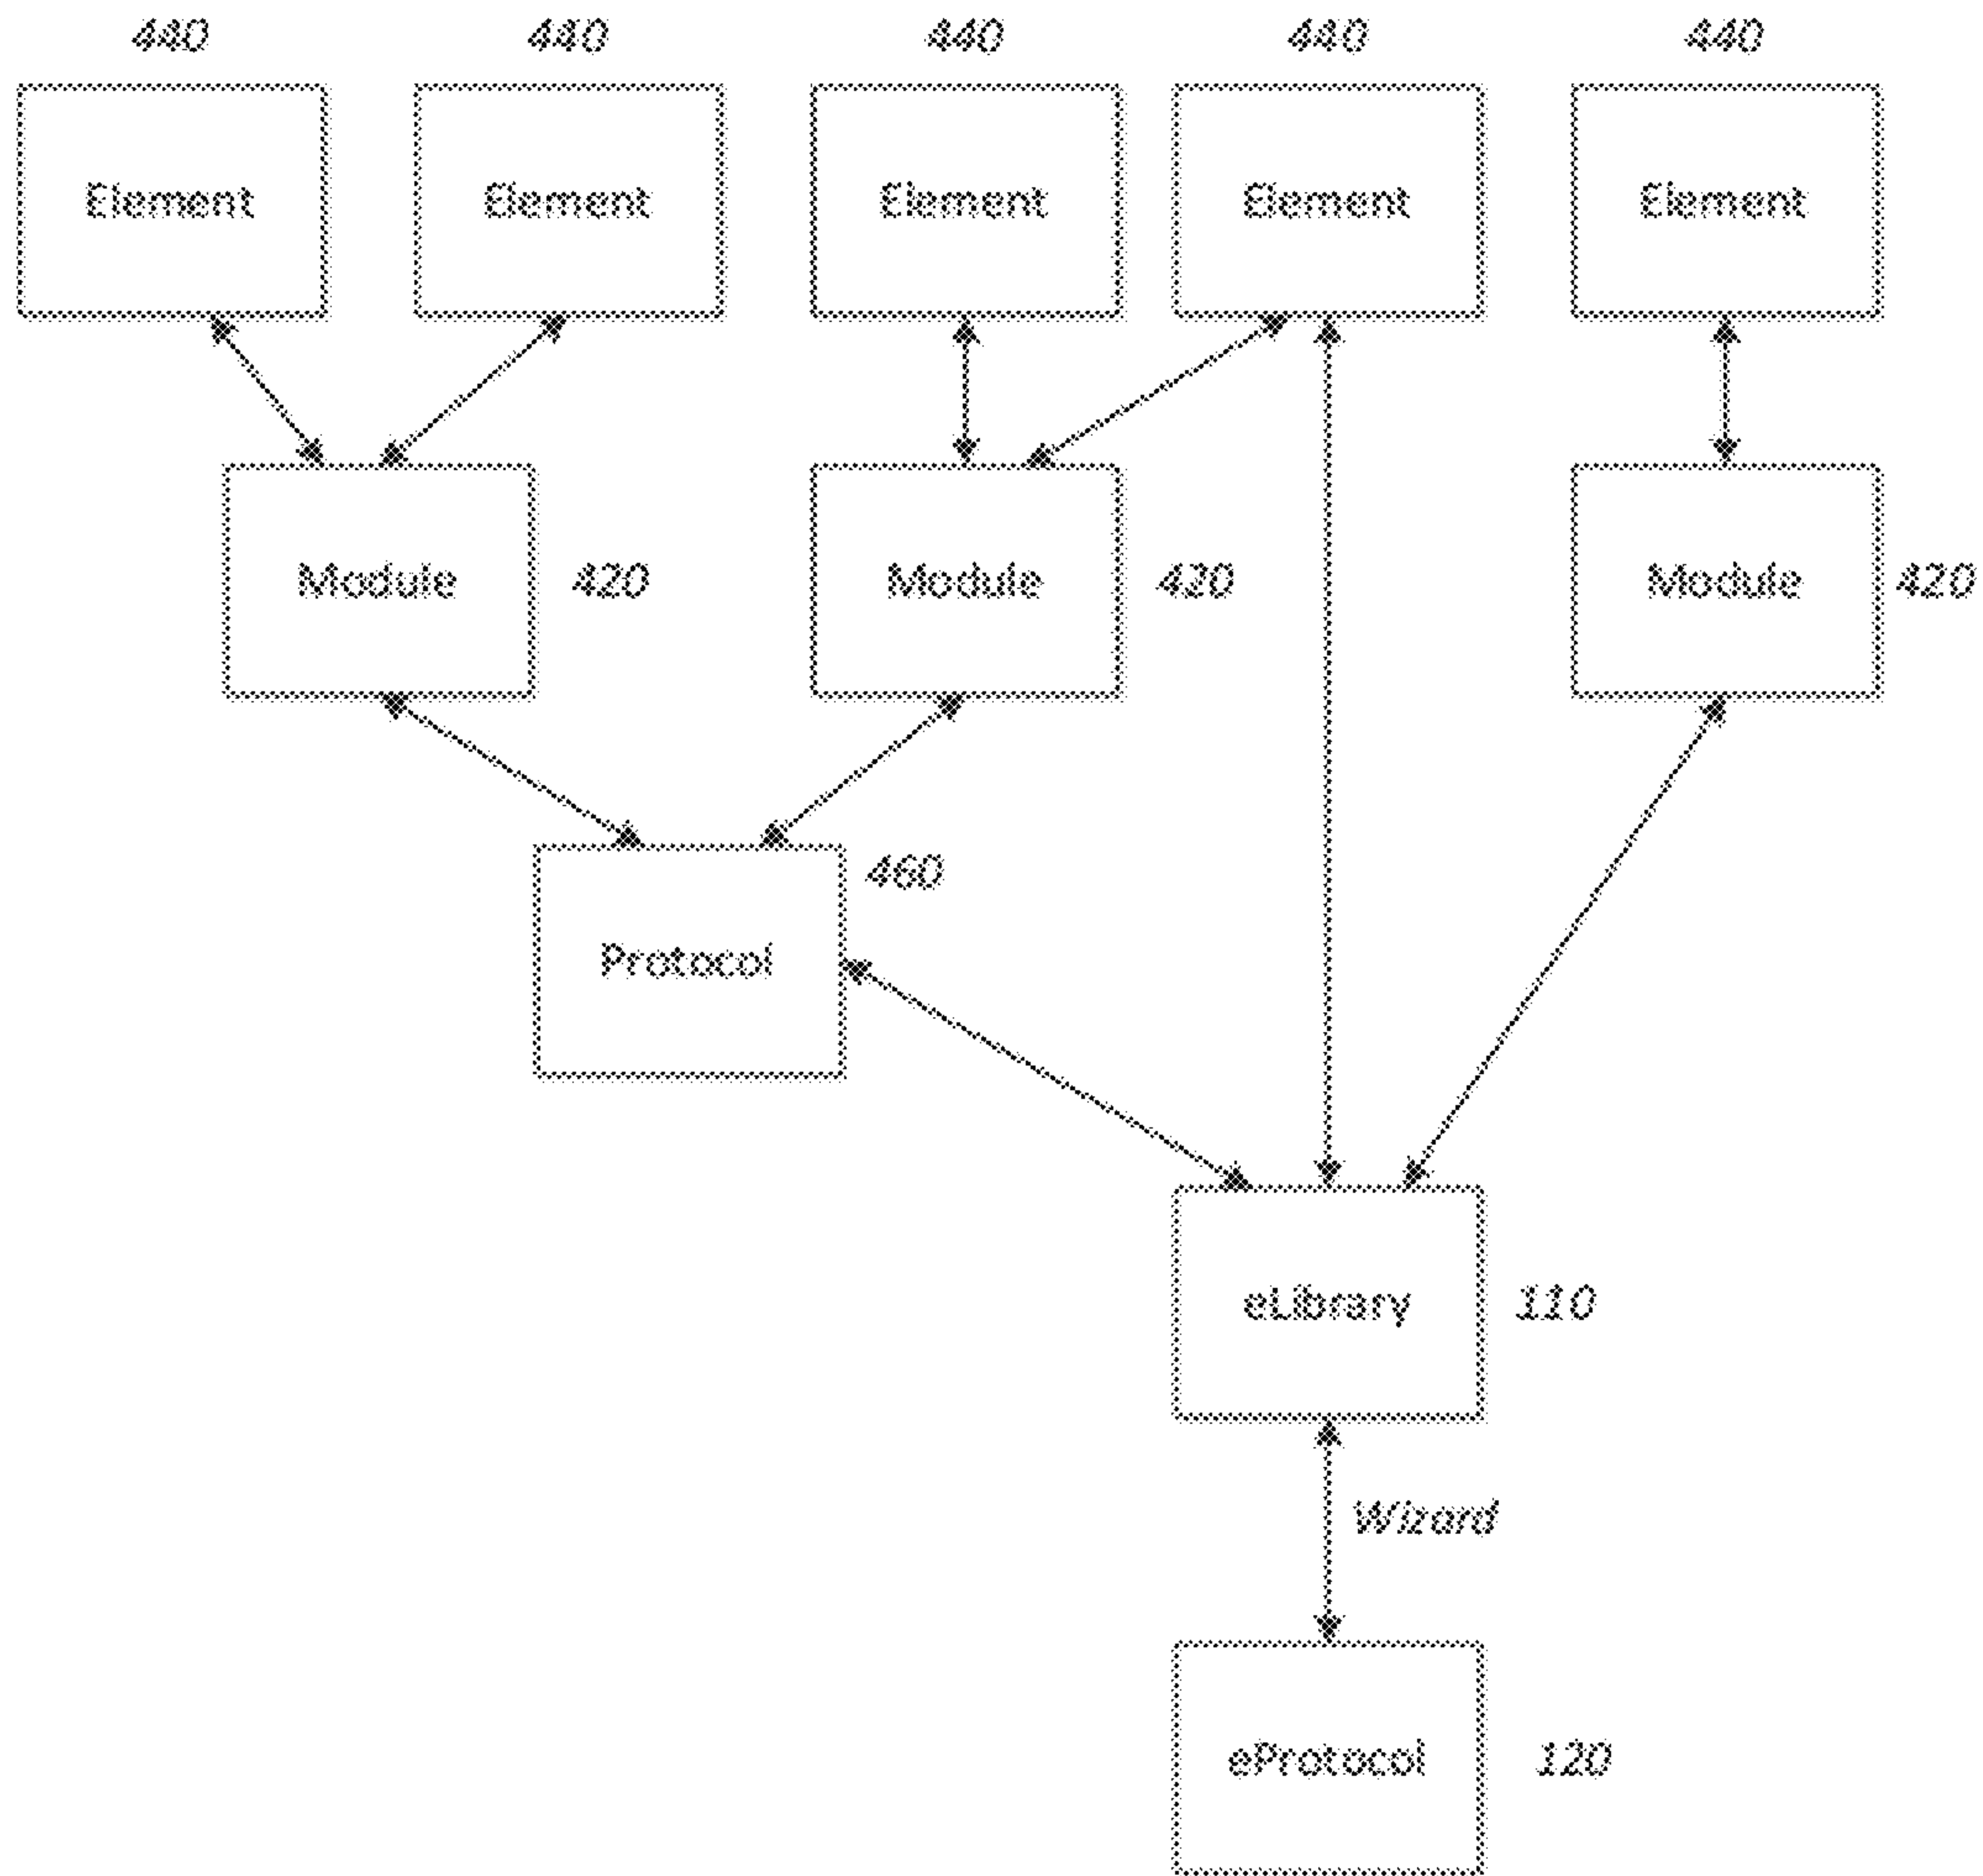 440 440 440 440 440
Element Element Element Element Element
Module 420 Module 420 Module 420
460
Protocol
eLibrary 110
Wizard
eProtocol 120